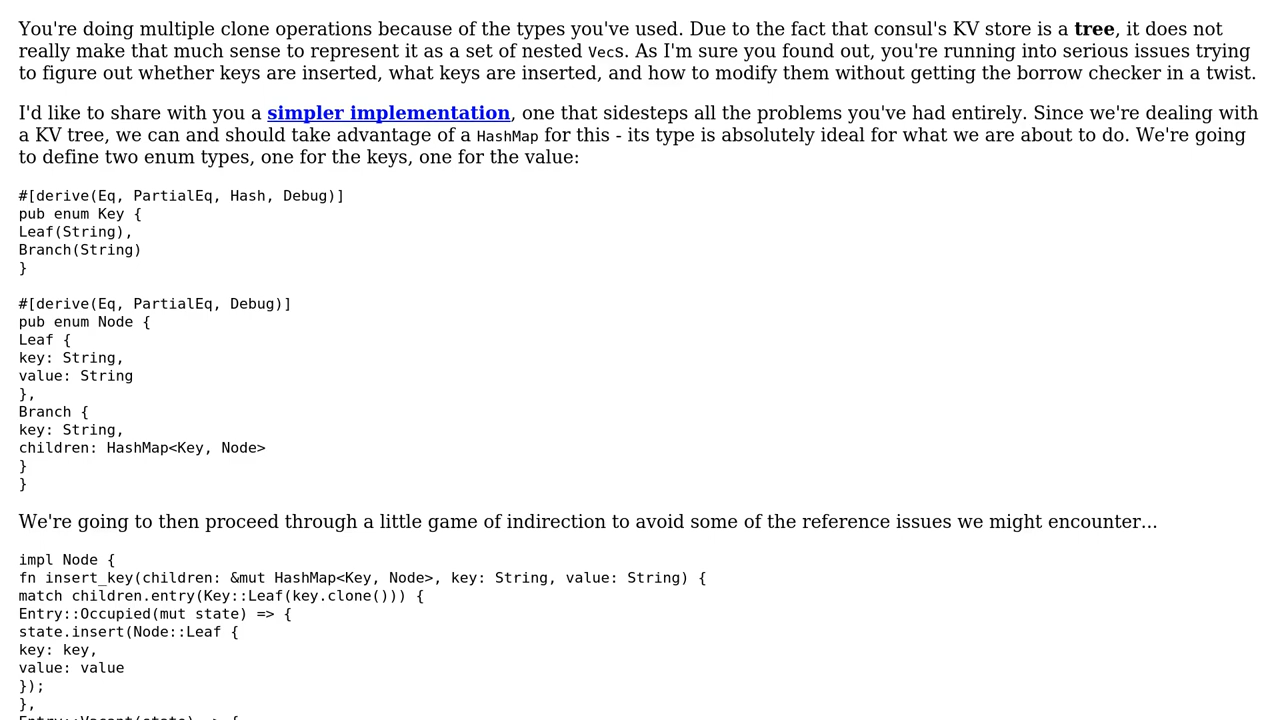 You're doing multiple clone operations because of the types you've used. Due to the fact that consul's KV store is a tree, it does not
really make that much sense to represent it as a set of nested Vecs. As I'm sure you found out, you're running into serious issues trying
to figure out whether keys are inserted, what keys are inserted, and how to modify them without getting the borrow checker in a twist.
I'd like to share with you a simpler implementation, one that sidesteps all the problems you've had entirely. Since we're dealing with
a KV tree, we can and should take advantage of a HashMap for this - its type is absolutely ideal for what we are about to do. We're going
to define two enum types, one for the keys, one for the value:
#[derive(Eq, PartialEq, Hash, Debug)]
pub enum Key {
Leaf(String),
Branch(String)
}
#[derive(Eq, PartialEq, Debug)]
pub enum Node {
Leaf {
key: String,
value: String
},
Branch {
key: String,
children: HashMap<Key, Node>
}
}
We're going to then proceed through a little game of indirection to avoid some of the reference issues we might encounter...
impl Node {
fn insert_key(children: &mut HashMap<Key, Node>, key: String, value: String) {
match children.entry(Key::Leaf(key.clone())) {
Entry::Occupied(mut state) => {
state.insert(Node::Leaf {
key: key,
value: value
});
},
Entry::Vacant(state) => {